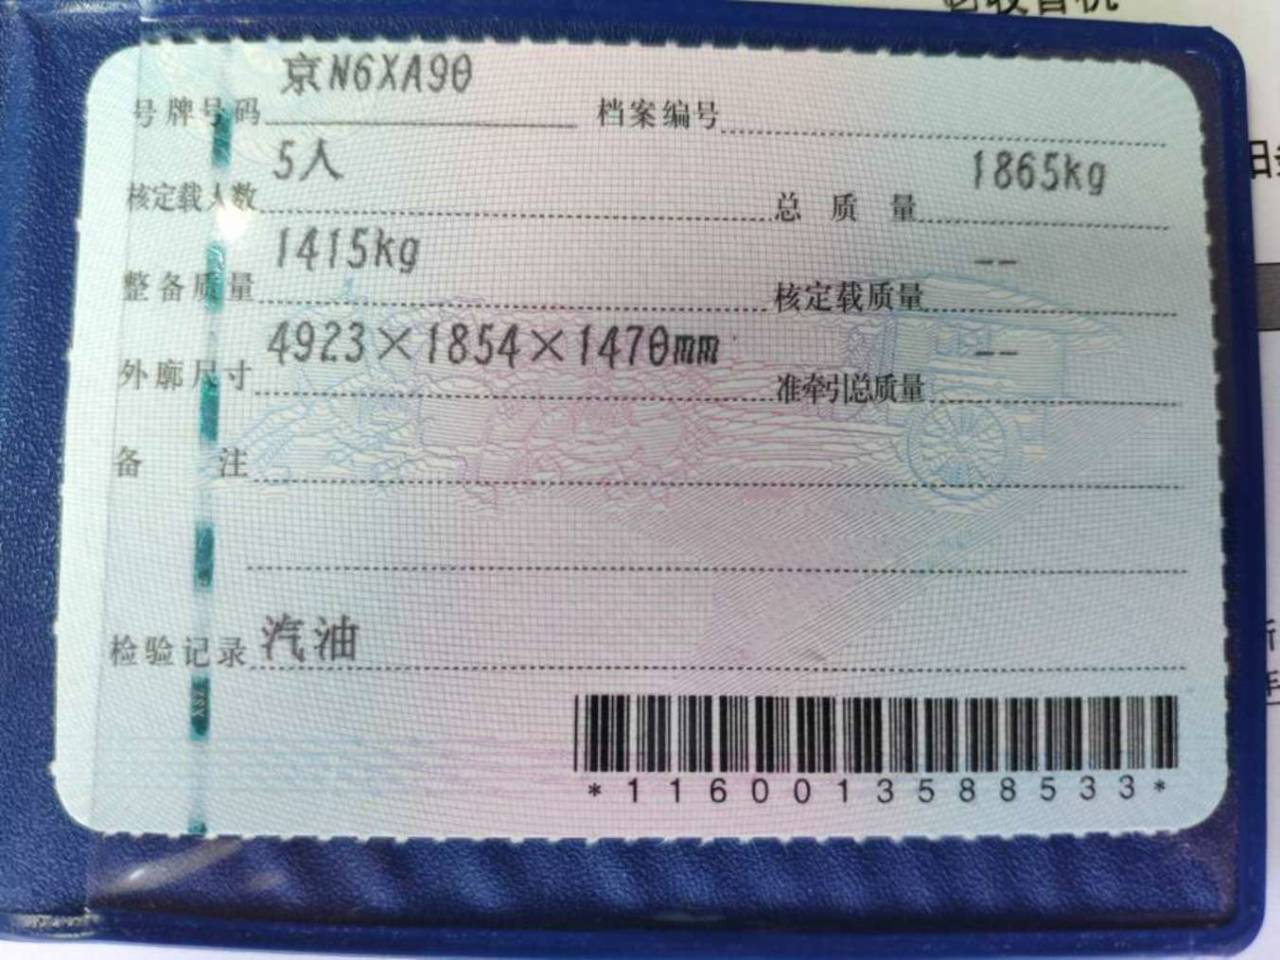 号牌号码 京N6XA90 档案编号
核定载人数 5人 总质量 1865kg
整备质量 1415kg 核定载质量 --
外廓尺寸 4923×1854×1470mm 准牵引总质量 --
备注
检验记录 汽油
*1160013588533*